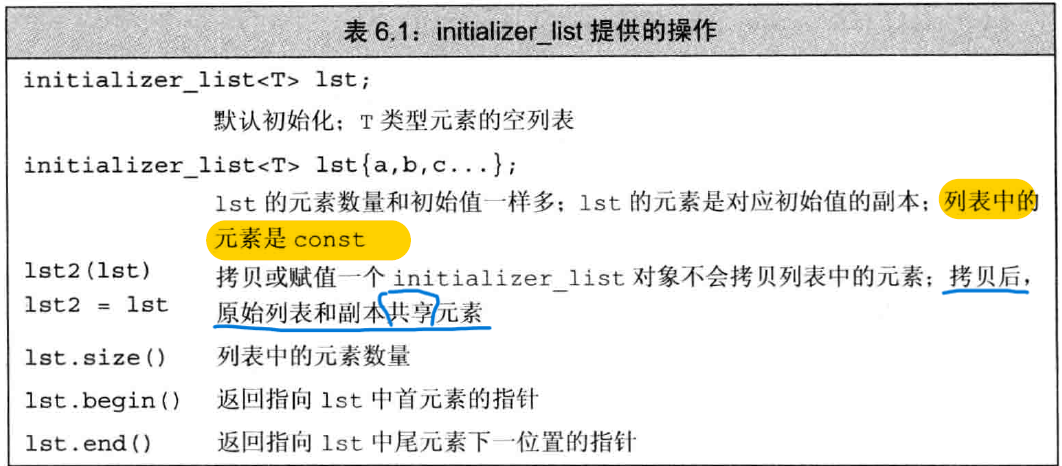 表 6.1：initializer_list 提供的操作
initializer_list<T> lst;
默认初始化；T 类型元素的空列表
initializer_list<T> lst{a,b,c...};
lst 的元素数量和初始值一样多；lst 的元素是对应初始值的副本；列表中的
元素是 const
lst2(lst) 拷贝或赋值一个 initializer_list 对象不会拷贝列表中的元素；拷贝后，
lst2 = lst 原始列表和副本共享元素
lst.size() 列表中的元素数量
lst.begin() 返回指向 lst 中首元素的指针
lst.end() 返回指向 lst 中尾元素下一位置的指针